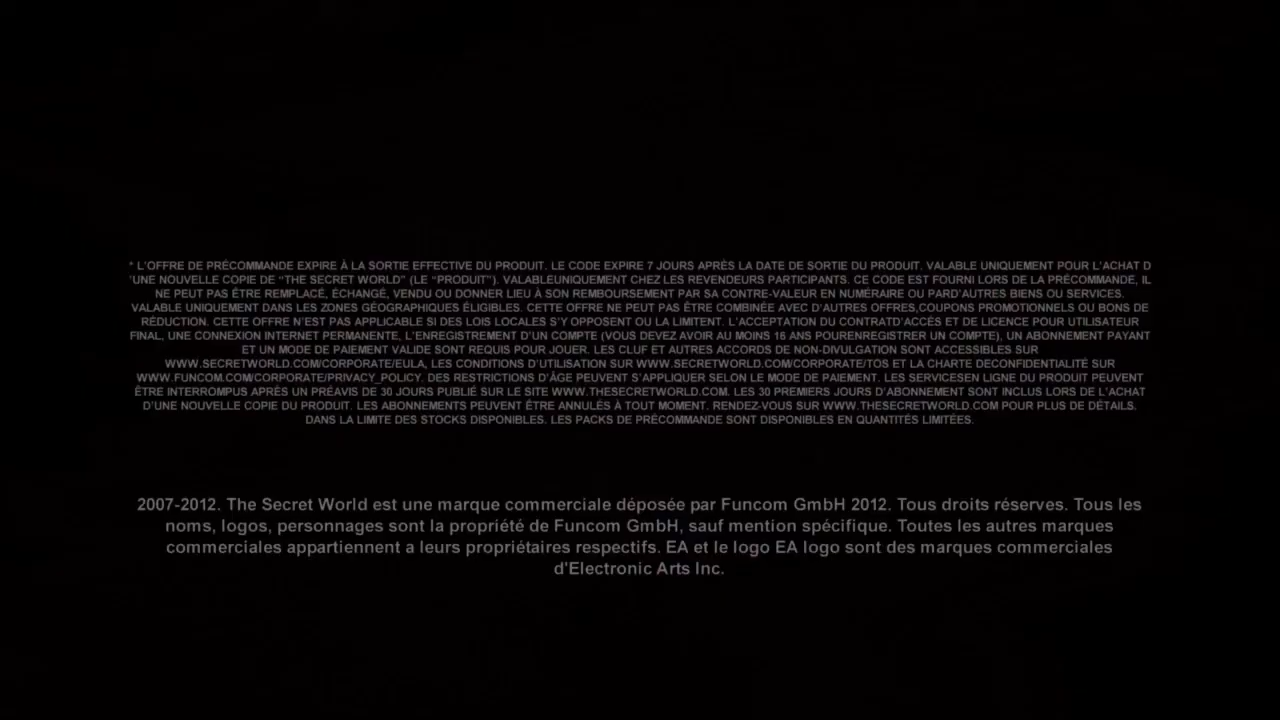 * L'OFFRE DE PRÉCOMMANDE EXPIRE À LA SORTIE EFFECTIVE DU PRODUIT. LE CODE EXPIRE 7 JOURS APRÈS LA DATE DE SORTIE DU PRODUIT. VALABLE UNIQUEMENT POUR L'ACHAT D
'UNE NOUVELLE COPIE DE “THE SECRET WORLD” (LE “PRODUIT”). VALABLEUNIQUEMENT CHEZ LES REVENDEURS PARTICIPANTS. CE CODE EST FOURNI LORS DE LA PRÉCOMMANDE, IL
NE PEUT PAS ÊTRE REMPLACÉ, ÉCHANGÉ, VENDU OU DONNER LIEU À SON REMBOURSEMENT PAR SA CONTRE-VALEUR EN NUMÉRAIRE OU PARD'AUTRES BIENS OU SERVICES.
VALABLE UNIQUEMENT DANS LES ZONES GÉOGRAPHIQUES ÉLIGIBLES. CETTE OFFRE NE PEUT PAS ÊTRE COMBINÉE AVEC D'AUTRES OFFRES,COUPONS PROMOTIONNELS OU BONS DE
RÉDUCTION. CETTE OFFRE N'EST PAS APPLICABLE SI DES LOIS LOCALES S'Y OPPOSENT OU LA LIMITENT. L'ACCEPTATION DU CONTRATD'ACCÉS ET DE LICENCE POUR UTILISATEUR
FINAL, UNE CONNEXION INTERNET PERMANENTE, L'ENREGISTREMENT D'UN COMPTE (VOUS DEVEZ AVOIR AU MOINS 16 ANS POURENREGISTRER UN COMPTE), UN ABONNEMENT PAYANT
ET UN MODE DE PAIEMENT VALIDE SONT REQUIS POUR JOUER. LES CLUF ET AUTRES ACCORDS DE NON-DIVULGATION SONT ACCESSIBLES SUR
WWW.SECRETWORLD.COM/CORPORATE/EULA, LES CONDITIONS D'UTILISATION SUR WWW.SECRETWORLD.COM/CORPORATE/TOS ET LA CHARTE DECONFIDENTIALITÉ SUR
WWW.FUNCOM.COM/CORPORATE/PRIVACY_POLICY. DES RESTRICTIONS D'ÂGE PEUVENT S'APPLIQUER SELON LE MODE DE PAIEMENT. LES SERVICESEN LIGNE DU PRODUIT PEUVENT
ÊTRE INTERROMPUS APRÈS UN PRÉAVIS DE 30 JOURS PUBLIÉ SUR LE SITE WWW.THESECRETWORLD.COM. LES 30 PREMIERS JOURS D'ABONNEMENT SONT INCLUS LORS DE L'ACHAT
D'UNE NOUVELLE COPIE DU PRODUIT. LES ABONNEMENTS PEUVENT ÊTRE ANNULÉS À TOUT MOMENT. RENDEZ-VOUS SUR WWW.THESECRETWORLD.COM POUR PLUS DE DÉTAILS.
DANS LA LIMITE DES STOCKS DISPONIBLES. LES PACKS DE PRÉCOMMANDE SONT DISPONIBLES EN QUANTITÉS LIMITÉES.
2007-2012. The Secret World est une marque commerciale déposée par Funcom GmbH 2012. Tous droits réserves. Tous les
noms, logos, personnages sont la propriété de Funcom GmbH, sauf mention spécifique. Toutes les autres marques
commerciales appartiennent a leurs propriétaires respectifs. EA et le logo EA logo sont des marques commerciales
d'Electronic Arts Inc.